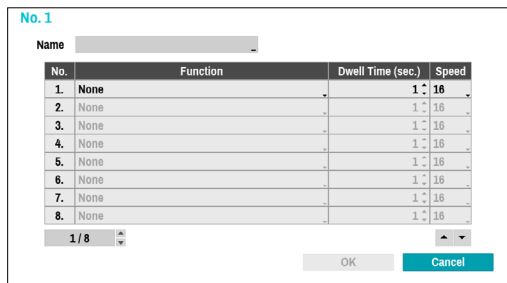 No. 1
Name
No. Function Dwell Time (sec.) Speed
1. None 1 16
2. None 1 16
3. None 1 16
4. None 1 16
5. None 1 16
6. None 1 16
7. None 1 16
8. None 1 16
1 / 8
OK Cancel